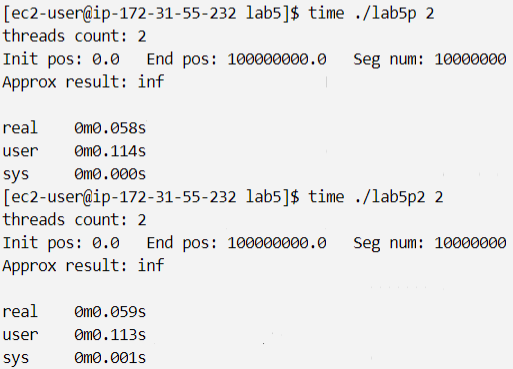 [ec2-user@ip-172-31-55-232 lab5]$ time ./lab5p 2
threads count: 2
Init pos: 0.0   End pos: 100000000.0   Seg num: 10000000
Approx result: inf

real    0m0.058s
user    0m0.114s
sys     0m0.000s
[ec2-user@ip-172-31-55-232 lab5]$ time ./lab5p2 2
threads count: 2
Init pos: 0.0   End pos: 100000000.0   Seg num: 10000000
Approx result: inf

real    0m0.059s
user    0m0.113s
sys     0m0.001s